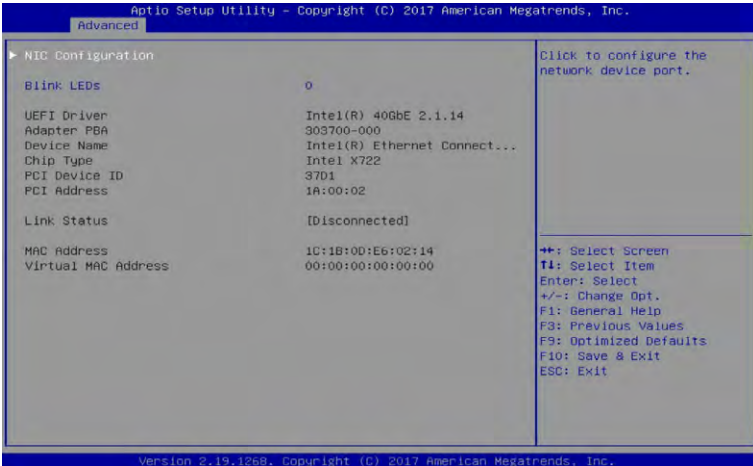 Aptio Setup Utility – Copyright (C) 2017 American Megatrends, Inc.
Advanced
▶ NIC Configuration
Blink LEDs 0
UEFI Driver Intel(R) 40GbE 2.1.14
Adapter PBA 303700-000
Device Name Intel(R) Ethernet Connect...
Chip Type Intel X722
PCI Device ID 37D1
PCI Address 1A:00:02
Link Status [Disconnected]
MAC Address 1C:1B:0D:E6:02:14
Virtual MAC Address 00:00:00:00:00:00
Click to configure the
network device port.
→←: Select Screen
↑↓: Select Item
Enter: Select
+/-: Change Opt.
F1: General Help
F3: Previous Values
F9: Optimized Defaults
F10: Save & Exit
ESC: Exit
Version 2.19.1268. Copyright (C) 2017 American Megatrends, Inc.